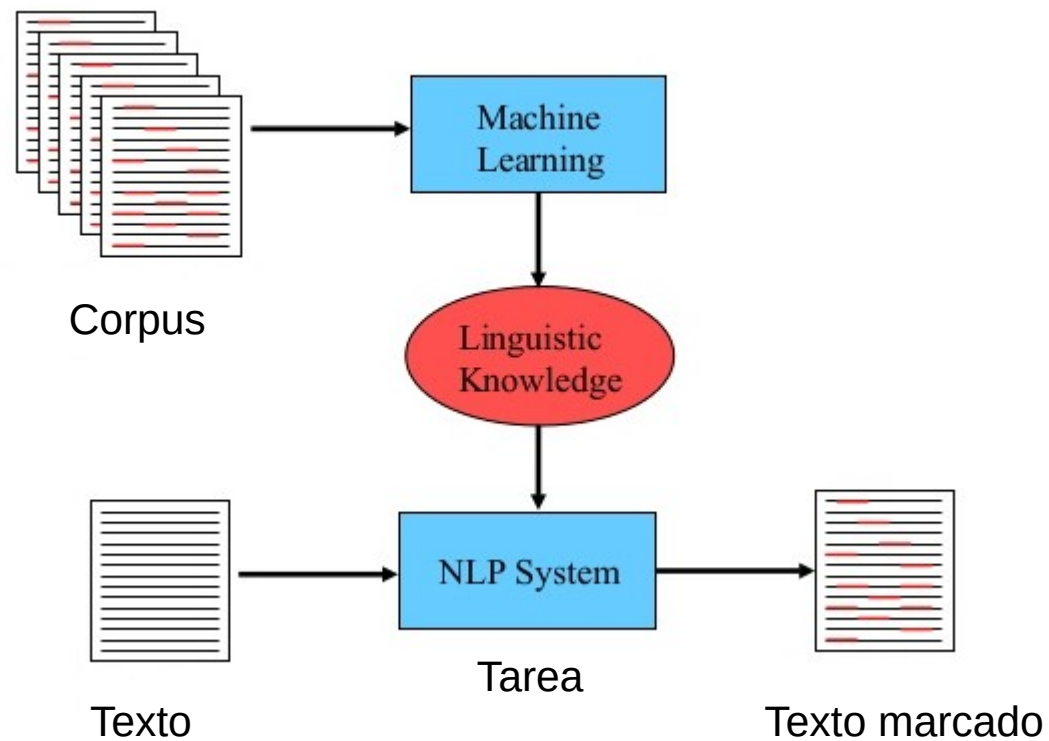 Machine
Learning
Corpus
Linguistic
Knowledge
NLP System
Tarea
Texto
Texto marcado